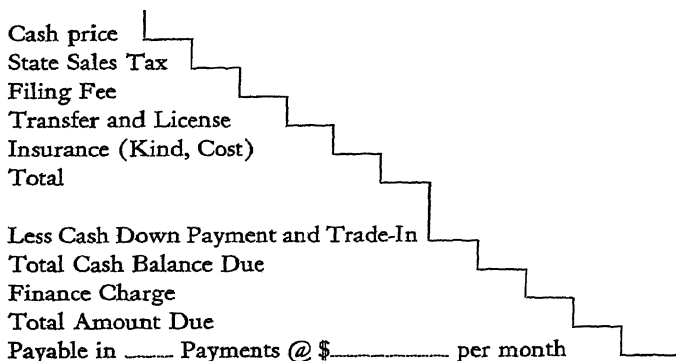 Cash price
State Sales Tax
Filing Fee
Transfer and License
Insurance (Kind, Cost)
Total
Less Cash Down Payment and Trade-In
Total Cash Balance Due
Finance Charge
Total Amount Due
Payable in ____ Payments @ $__________ per month